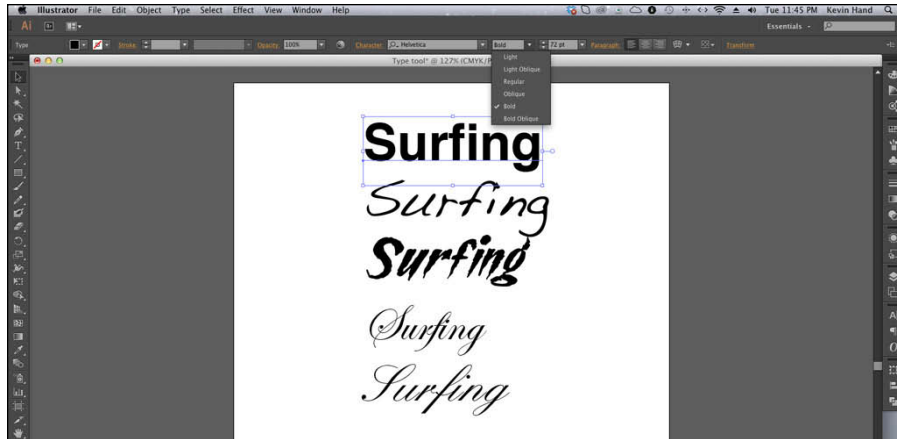 Illustrator File Edit Object Type Select Effect View Window Help Tue 11:45 PM Kevin Hand
Ai Br Essentials
Type Stroke: Opacity: 100% Character: Helvetica Bold 72 pt Paragraph: Transform
Type tool* @ 127% (CMYK/P
Light
Light Oblique
Regular
Oblique
Bold
Bold Oblique
Surfing
Surfing
Surfing
Surfing
Surfing